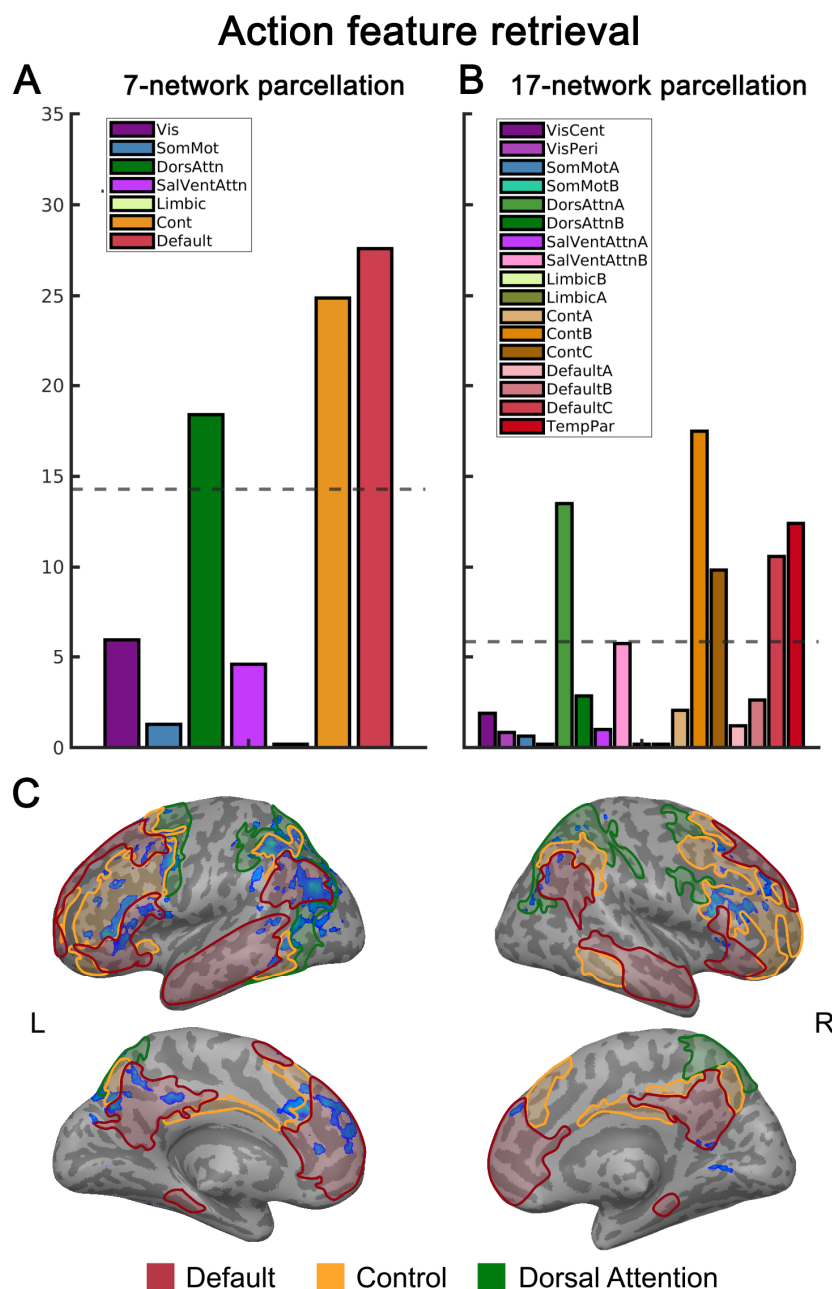 Action feature retrieval
A
7-network parcellation
B
17-network parcellation
35
30
25
20
15
10
5
0
Vis
SomMot
DorsAttn
SalVentAttn
Limbic
Cont
Default
VisCent
VisPeri
SomMotA
SomMotB
DorsAttnA
DorsAttnB
SalVentAttnA
SalVentAttnB
LimbicB
LimbicA
ContA
ContB
ContC
DefaultA
DefaultB
DefaultC
TempPar
C
L
R
Default
Control
Dorsal Attention